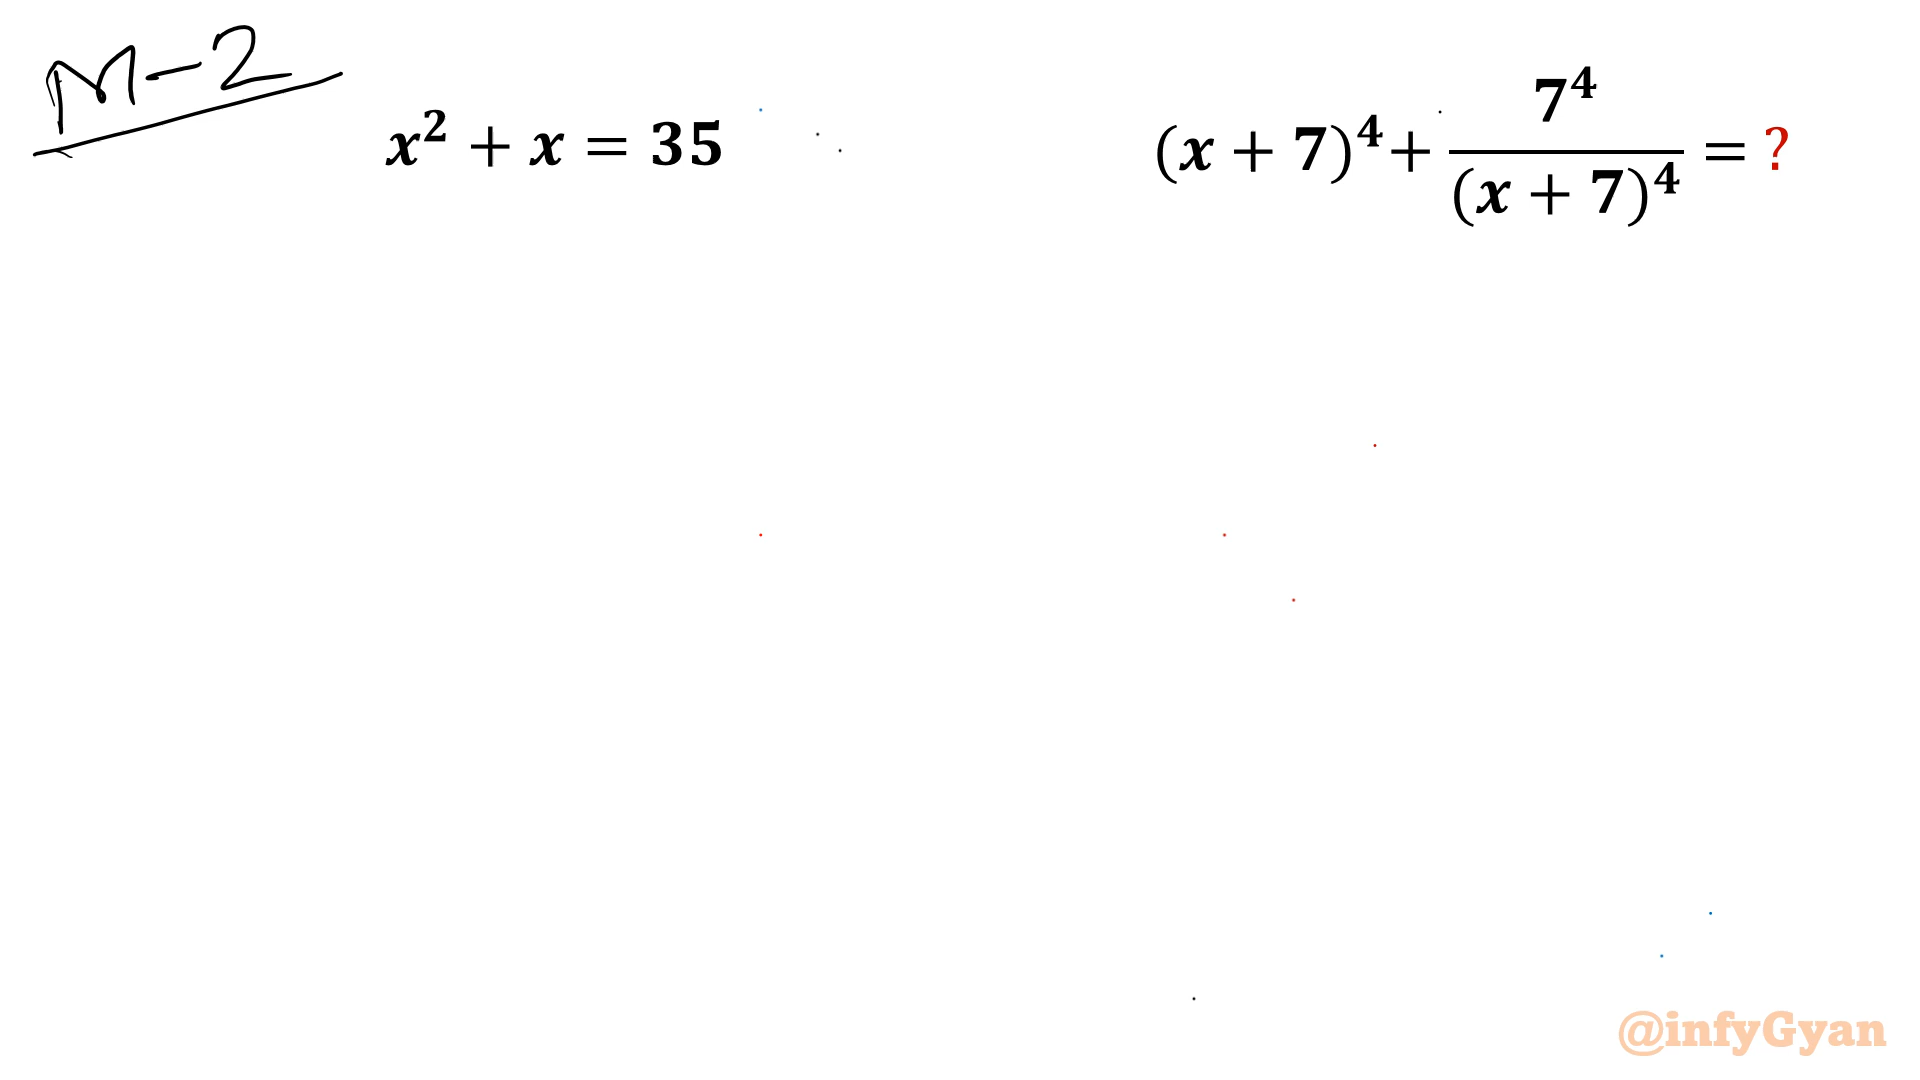 M-2
x² + x = 35
(x + 7)⁴ + 7⁴/(x + 7)⁴ = ?
@infyGyan